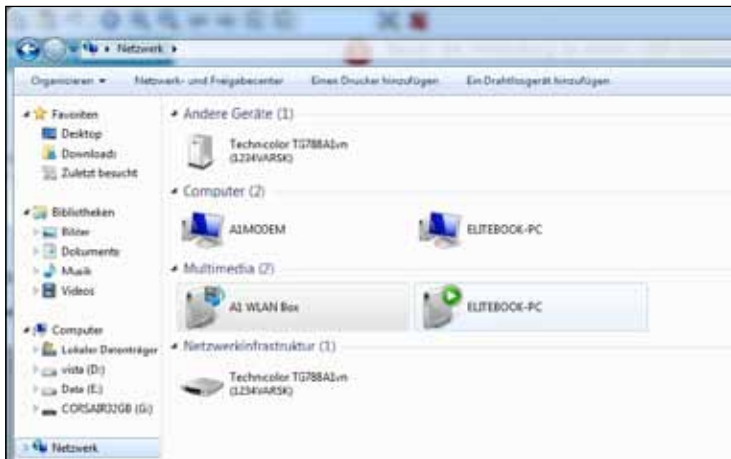 Netzwerk
Organisieren
Netzwerk- und Freigabecenter
Einen Drucker hinzufügen
Ein Drahtlosgerät hinzufügen
Favoriten
Desktop
Downloads
Zuletzt besucht
Bibliotheken
Bilder
Dokumente
Musik
Videos
Computer
Lokaler Datenträger
vista (D:)
Data (E:)
CORSAIR32GB (G:)
Netzwerk
Andere Geräte (1)
Technicolor TG788A1vn
(1234VARSK)
Computer (2)
A1MODEM
ELITEBOOK-PC
Multimedia (2)
A1 WLAN Box
ELITEBOOK-PC
Netzwerkinfrastruktur (1)
Technicolor TG788A1vn
(1234VARSK)